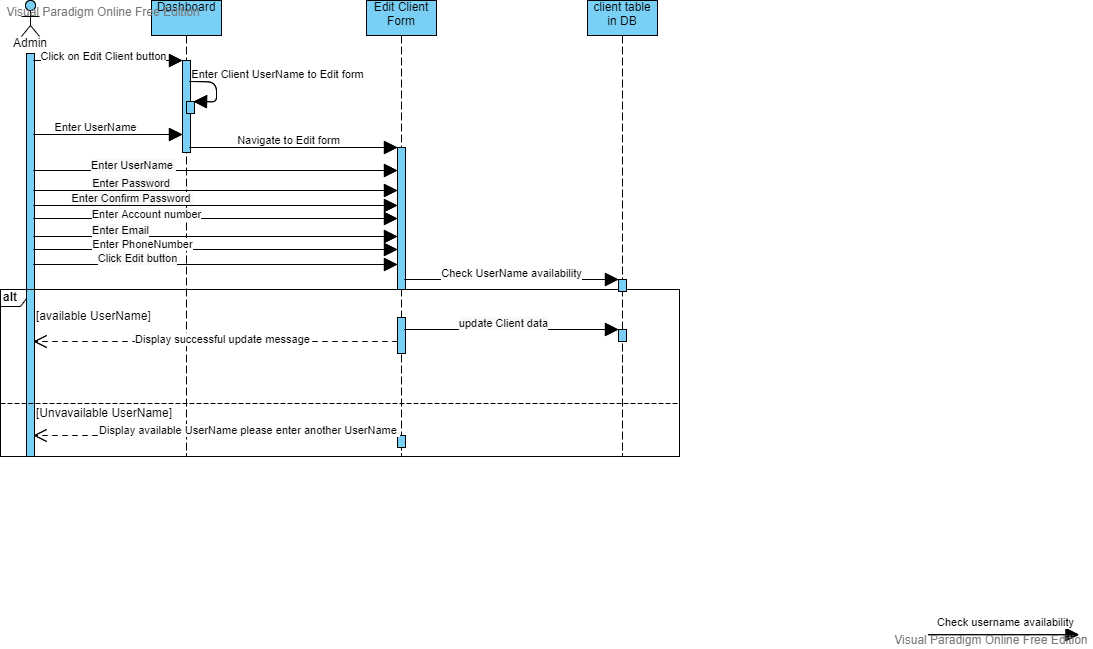 Visual Paradigm Online Free Edition
Dashboard
Edit Client
Form
client table
in DB
Admin
Click on Edit Client button
Enter Client UserName to Edit form
Enter UserName
Navigate to Edit form
Enter UserName
Enter Password
Enter Confirm Password
Enter Account number
Enter Email
Enter PhoneNumber
Click Edit button
Check UserName availability
alt
[available UserName]
update Client data
Display successful update message
[Unvavailable UserName]
Display available UserName please enter another UserName
Check username availability
Visual Paradigm Online Free Edition